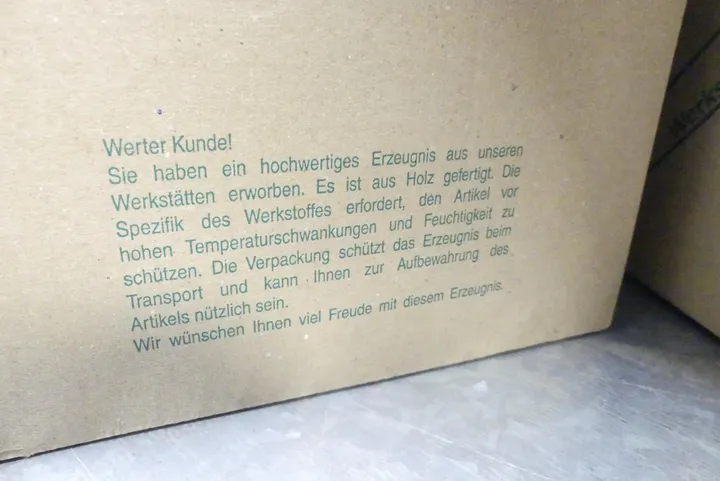 Werter Kunde!
Sie haben ein hochwertiges Erzeugnis aus unseren
Werkstätten erworben. Es ist aus Holz gefertigt. Die
Spezifik des Werkstoffes erfordert, den Artikel vor
hohen Temperaturschwankungen und Feuchtigkeit zu
schützen. Die Verpackung schützt das Erzeugnis beim
Transport und kann Ihnen zur Aufbewahrung des
Artikels nützlich sein.
Wir wünschen Ihnen viel Freude mit diesem Erzeugnis.